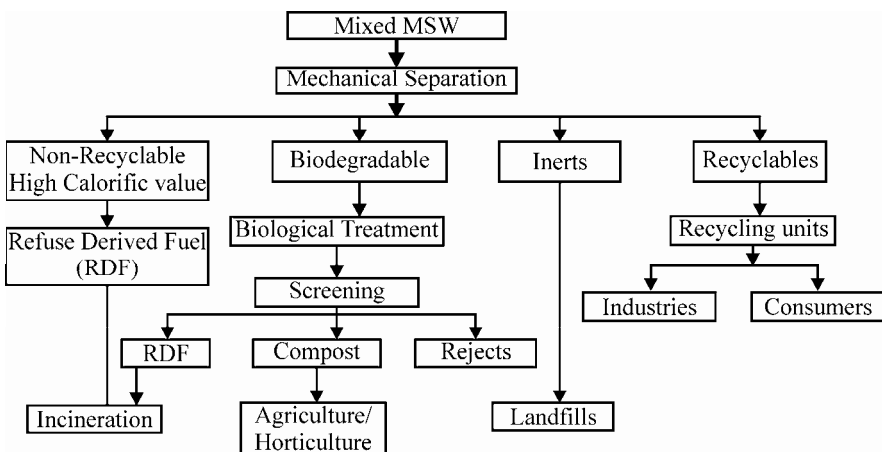 Mixed MSW
Mechanical Separation
Non-Recyclable
High Calorific value
Biodegradable
Inerts
Recyclables
Refuse Derived Fuel
(RDF)
Biological Treatment
Recycling units
Screening
Industries
Consumers
RDF
Compost
Rejects
Incineration
Agriculture/
Horticulture
Landfills